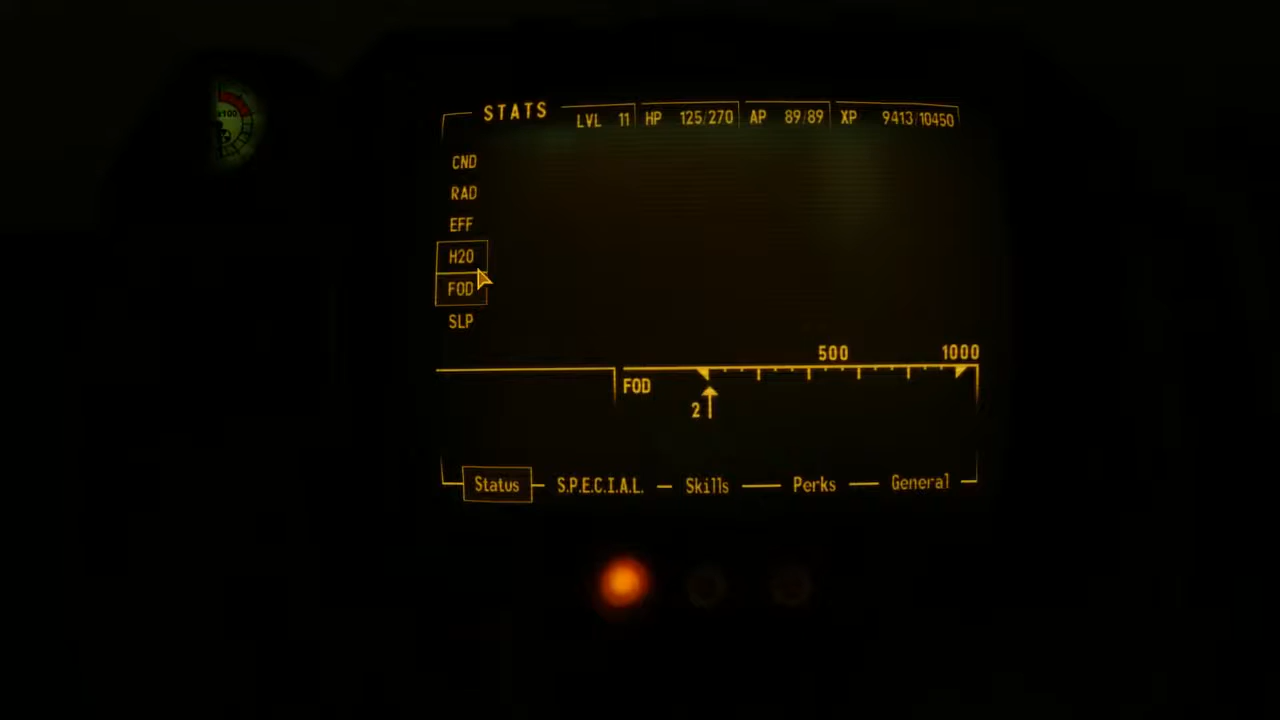 STATS LVL 11 HP 125/270 AP 89/89 XP 9413/10450
x100
CND
RAD
EFF
H2O
FOD
SLP
500 1000
FOD
2
Status S.P.E.C.I.A.L. Skills Perks General